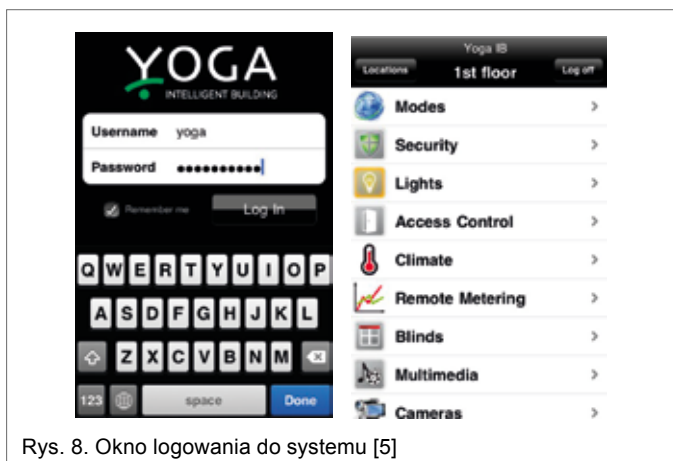 YOGA
INTELLIGENT BUILDING
Username yoga
Password ••••••••••
Remember me Log In
Q W E R T Y U I O P
A S D F G H J K L
Z X C V B N M
123 space Done
Yoga IB
Locations 1st floor Log off
Modes
Security
Lights
Access Control
Climate
Remote Metering
Blinds
Multimedia
Cameras
Rys. 8. Okno logowania do systemu [5]